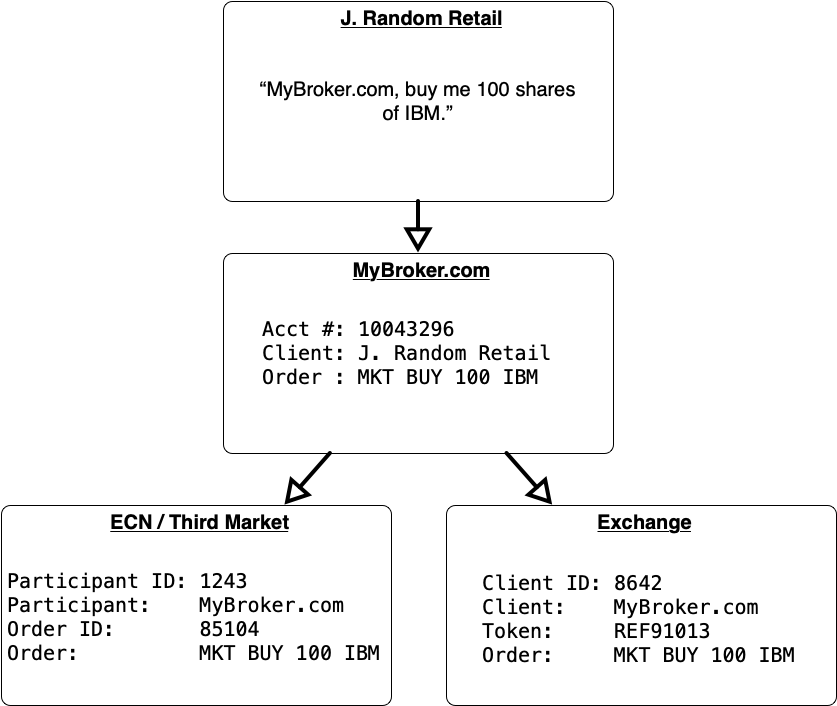 J. Random Retail
“MyBroker.com, buy me 100 shares
of IBM.”
MyBroker.com
Acct #: 10043296
Client: J. Random Retail
Order : MKT BUY 100 IBM
ECN / Third Market
Participant ID: 1243
Participant: MyBroker.com
Order ID: 85104
Order: MKT BUY 100 IBM
Exchange
Client ID: 8642
Client: MyBroker.com
Token: REF91013
Order: MKT BUY 100 IBM